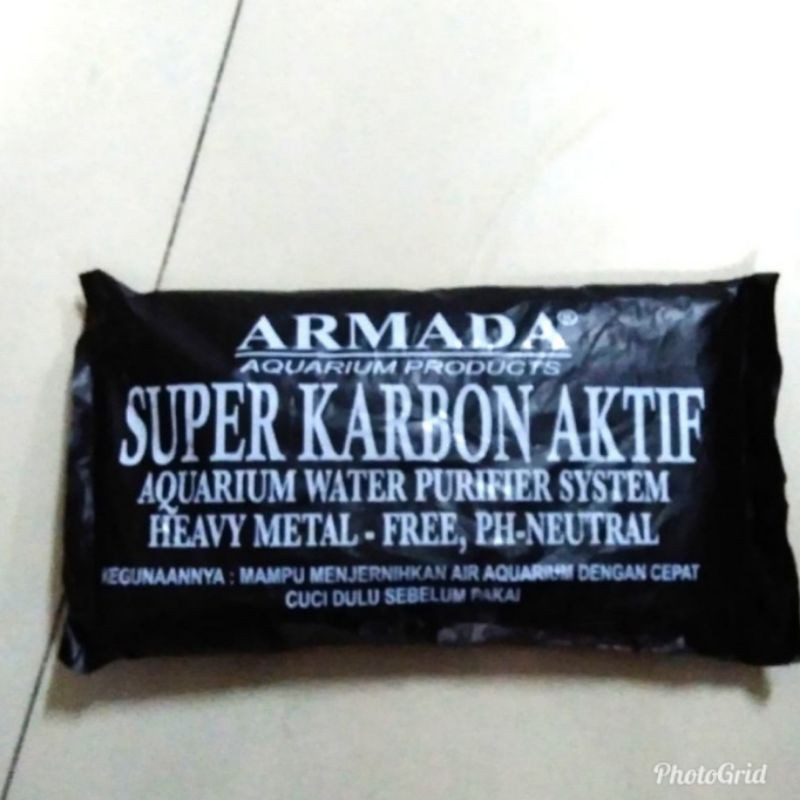 ARMADA®
AQUARIUM PRODUCTS
SUPER KARBON AKTIF
AQUARIUM WATER PURIFIER SYSTEM
HEAVY METAL - FREE, PH-NEUTRAL
KEGUNAANNYA : MAMPU MENJERNIHKAN AIR AQUARIUM DENGAN CEPAT
CUCI DULU SEBELUM PAKAI
PhotoGrid